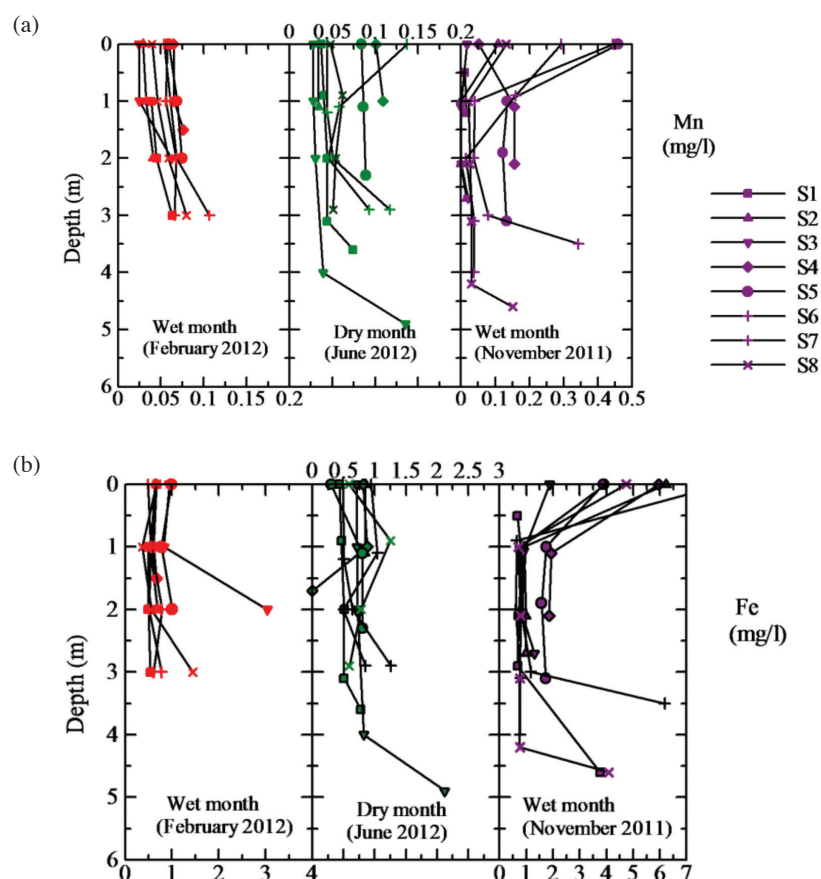 (a)
0 0.05 0.1 0.15 0.2
0
1
2
3
4
5
6
Depth (m)
Wet month
(February 2012)
Dry month
(June 2012)
Wet month
(November 2011)
0 0.05 0.1 0.15 0.2 0 0.1 0.2 0.3 0.4 0.5
Mn
(mg/l)
S1
S2
S3
S4
S5
S6
S7
S8
(b)
0 0.5 1 1.5 2 2.5 3
0
1
2
3
4
5
6
Depth (m)
Wet month
(February 2012)
Dry month
(June 2012)
Wet month
(November 2011)
0 1 2 3 4 0 1 2 3 4 5 6 7
Fe
(mg/l)